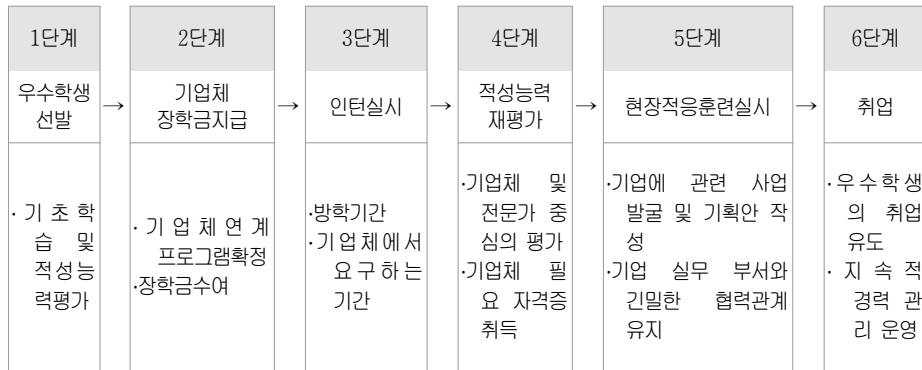 1단계
우수학생
선발
· 기 초 학
습 및
적성능
력평가
→
2단계
기업체
장학금지급
· 기 업 체 연 계
프로그램확정
·장학금수여
→
3단계
인턴실시
·방학기간
·기업체에서
요구하는
기간
→
4단계
적성능력
재평가
·기업체 및
전문가 중
심의 평가
·기업체 필
요 자격증
취득
→
5단계
현장적응훈련실시
·기업에 관련 사업
발굴 및 기획안 작
성
·기업 실무 부서와
긴밀한 협력관계
유지
→
6단계
취업
·우수학생
의 취업
유도
· 지 속 적
경력 관
리 운영